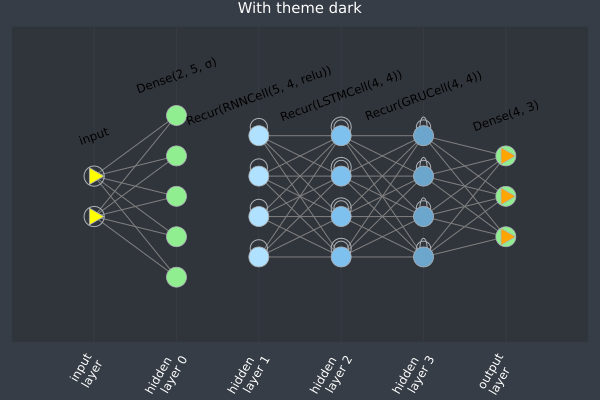 With theme dark
input
Dense(2, 5, σ)
Recur(RNNCell(5, 4, relu))
Recur(LSTMCell(4, 4))
Recur(GRUCell(4, 4))
Dense(4, 3)
input
layer
hidden
layer 0
hidden
layer 1
hidden
layer 2
hidden
layer 3
output
layer